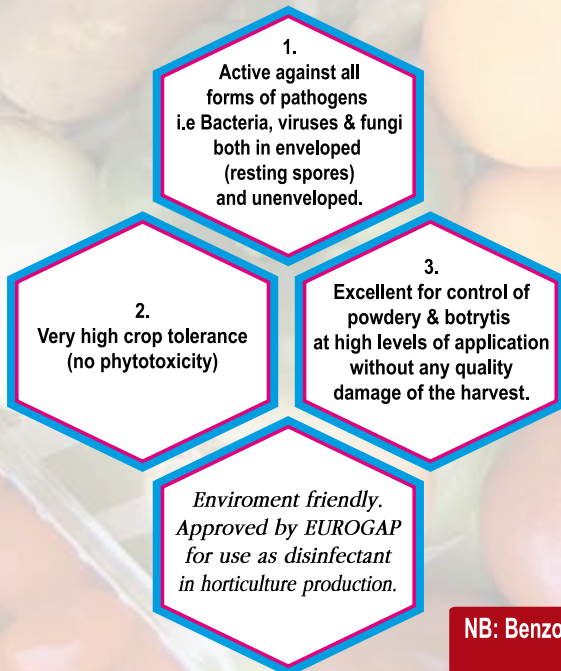 1.
Active against all
forms of pathogens
i.e Bacteria, viruses & fungi
both in enveloped
(resting spores)
and unenveloped.
2.
Very high crop tolerance
(no phytotoxicity)
3.
Excellent for control of
powdery & botrytis
at high levels of application
without any quality
damage of the harvest.
Enviroment friendly.
Approved by EUROGAP
for use as disinfectant
in horticulture production.
NB: Benzo